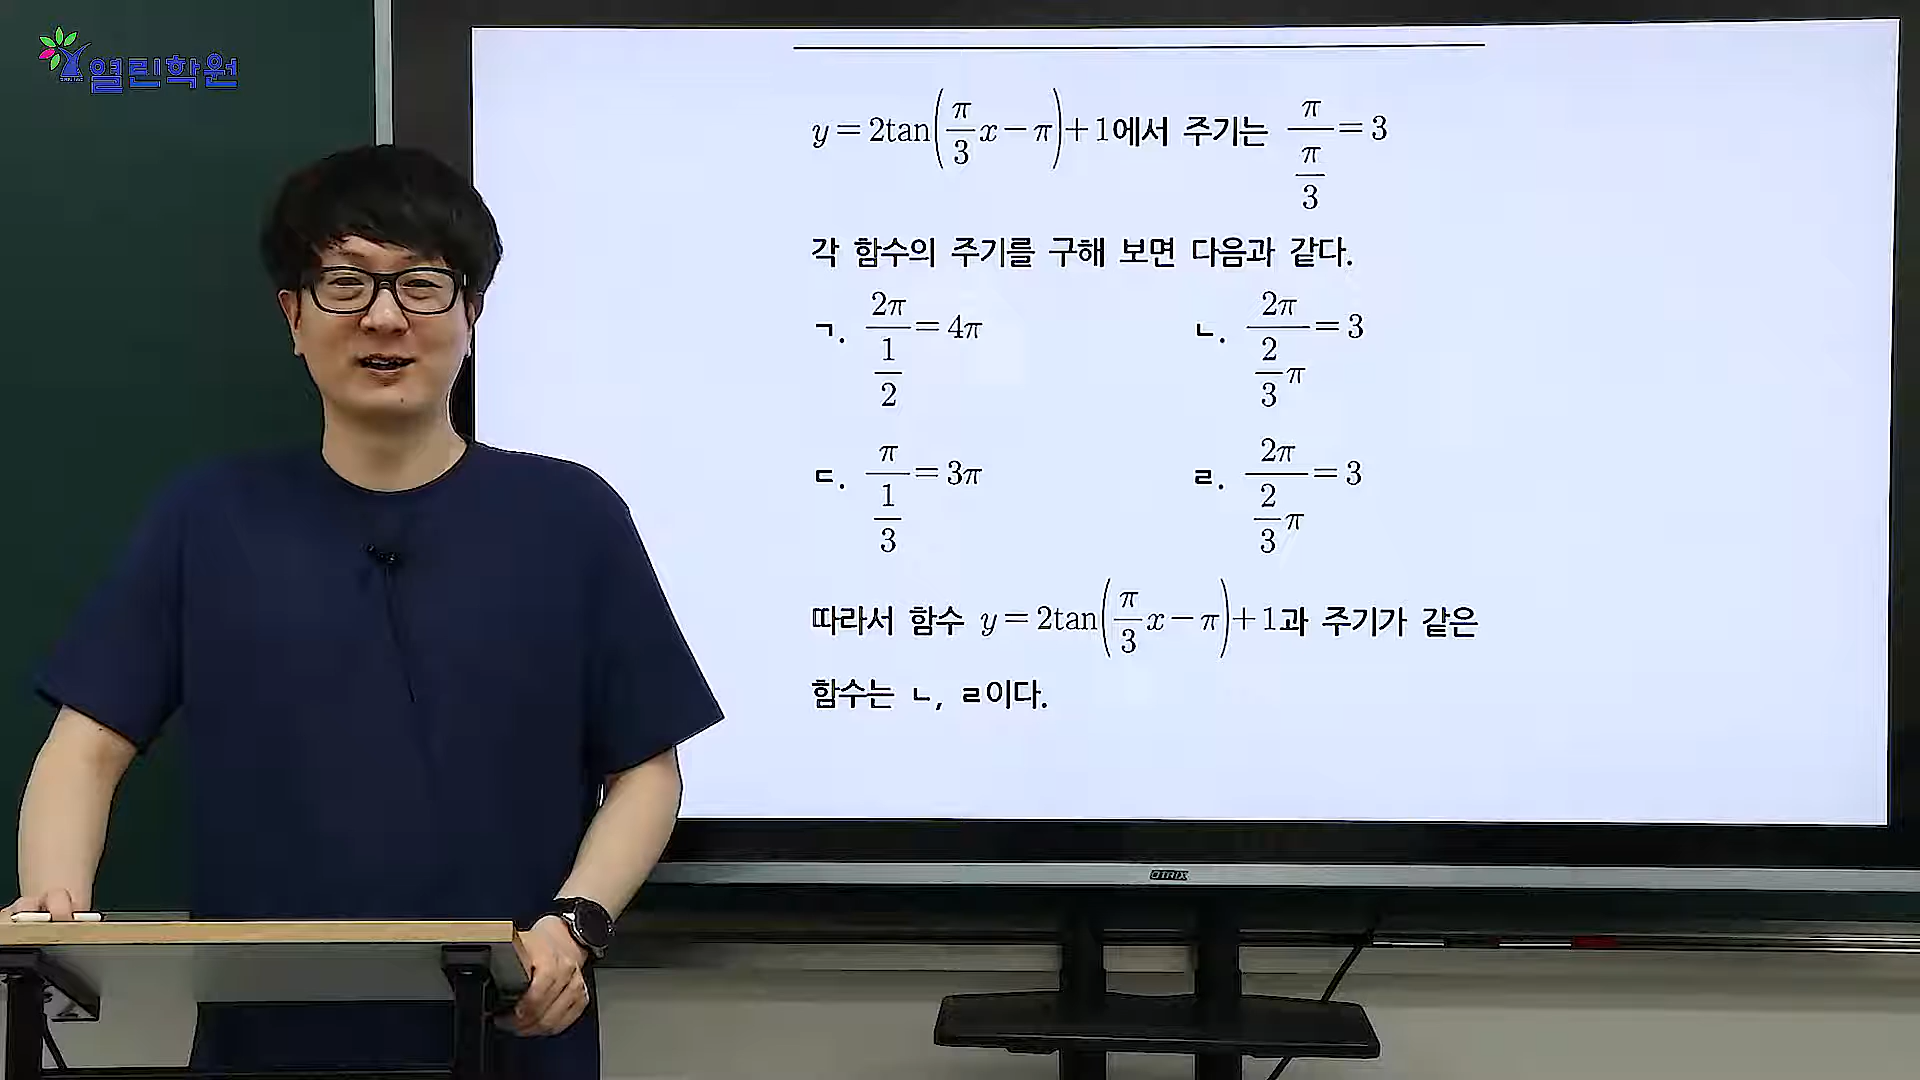 열린학원
y=2tan(π/3 x-π)+1에서 주기는 π/(π/3)=3
각 함수의 주기를 구해 보면 다음과 같다.
ㄱ. 2π/(1/2)=4π ㄴ. 2π/(2/3 π)=3
ㄷ. π/(1/3)=3π ㄹ. 2π/(2/3 π)=3
따라서 함수 y=2tan(π/3 x-π)+1과 주기가 같은
함수는 ㄴ, ㄹ이다.